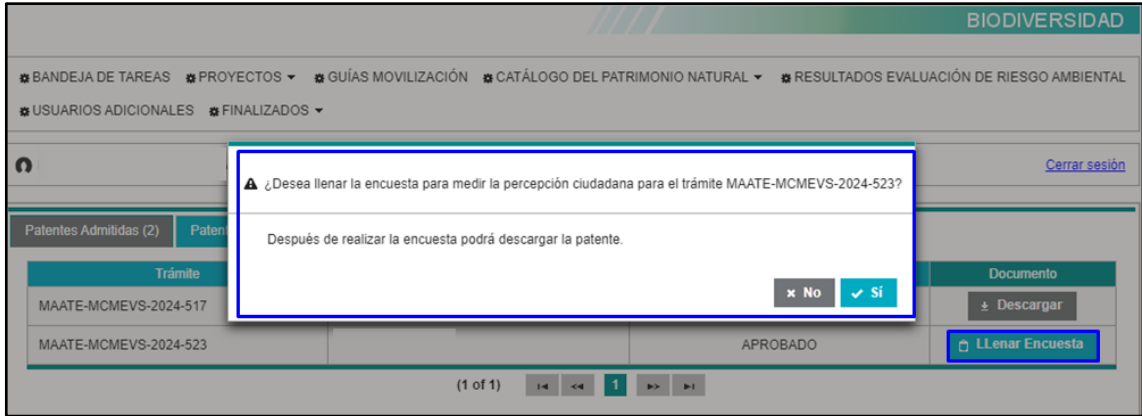 BIODIVERSIDAD
BANDEJA DE TAREAS PROYECTOS GUÍAS MOVILIZACIÓN CATÁLOGO DEL PATRIMONIO NATURAL RESULTADOS EVALUACIÓN DE RIESGO AMBIENTAL
USUARIOS ADICIONALES FINALIZADOS
Cerrar sesión
¿Desea llenar la encuesta para medir la percepción ciudadana para el trámite MAATE-MCMEVS-2024-523?
Después de realizar la encuesta podrá descargar la patente.
No Sí
Patentes Admitidas (2)
Trámite Documento
MAATE-MCMEVS-2024-517 Descargar
MAATE-MCMEVS-2024-523 APROBADO LLenar Encuesta
(1 of 1) 1